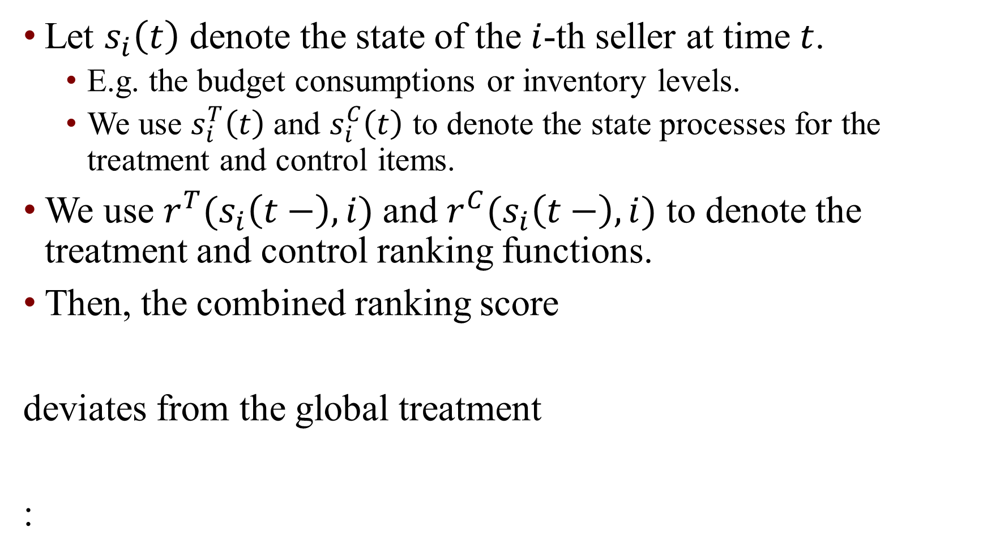 • Let 𝑠ᵢ(𝑡) denote the state of the 𝑖-th seller at time 𝑡.
• E.g. the budget consumptions or inventory levels.
• We use $s_i^T(t)$ and $s_i^C(t)$ to denote the state processes for the
treatment and control items.
• We use $r^T(s_i(t-), i)$ and $r^C(s_i(t-), i)$ to denote the
treatment and control ranking functions.
• Then, the combined ranking score
deviates from the global treatment
: